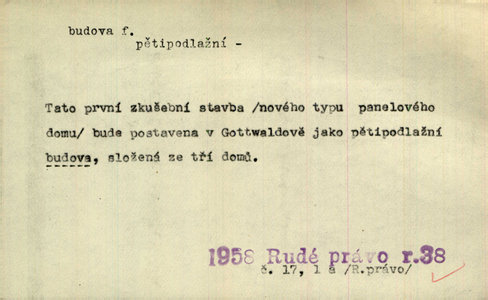 budova f.
pětipodlažní -
Tato první zkušební stavba /nového typu panelového
domu/ bude postavena v Gottwaldově jako pětipodlažní
budova, složená ze tří domů.
1958 Rudé právo r.38
č. 17, 1 a /R.právo/